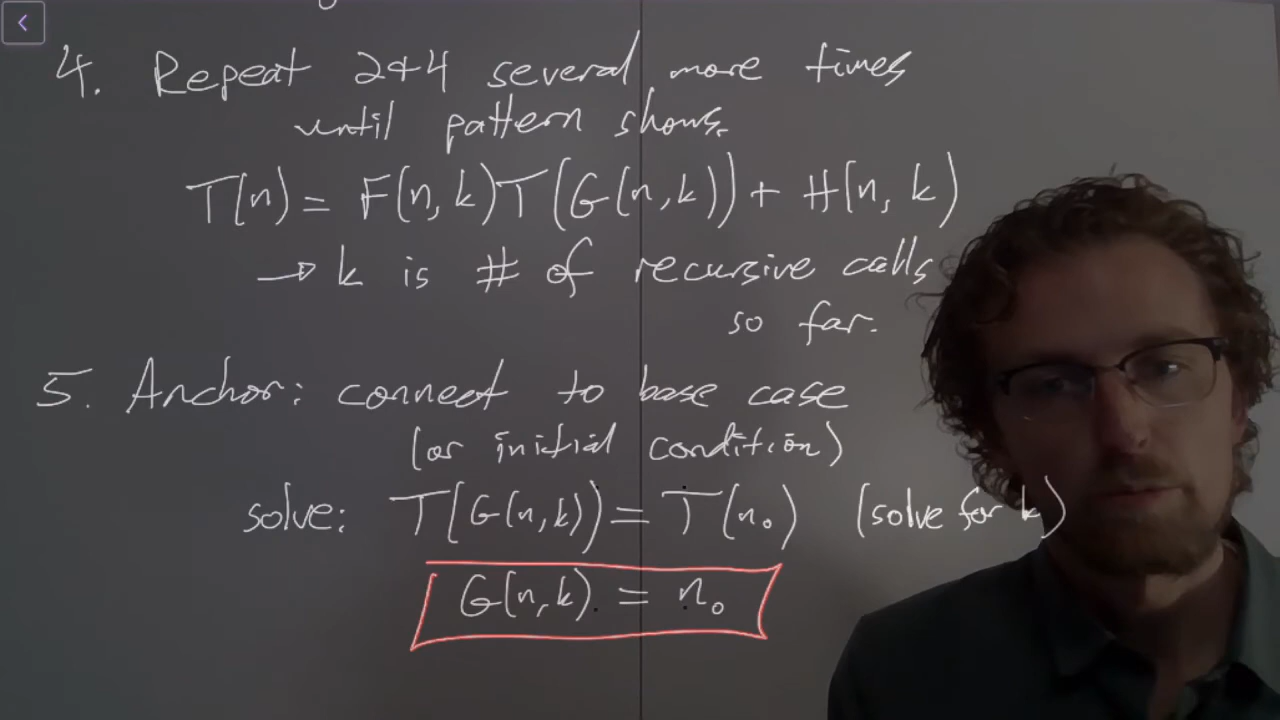 4. Repeat 2&4 several more times
until pattern shows.
T(n) = F(n,k)T(G(n,k)) + H(n, k)
→ k is # of recursive calls
so far.
5. Anchor: connect to base case
(or initial condition)
solve: T(G(n,k)) = T(n₀) (solve for k)
G(n,k) = n₀